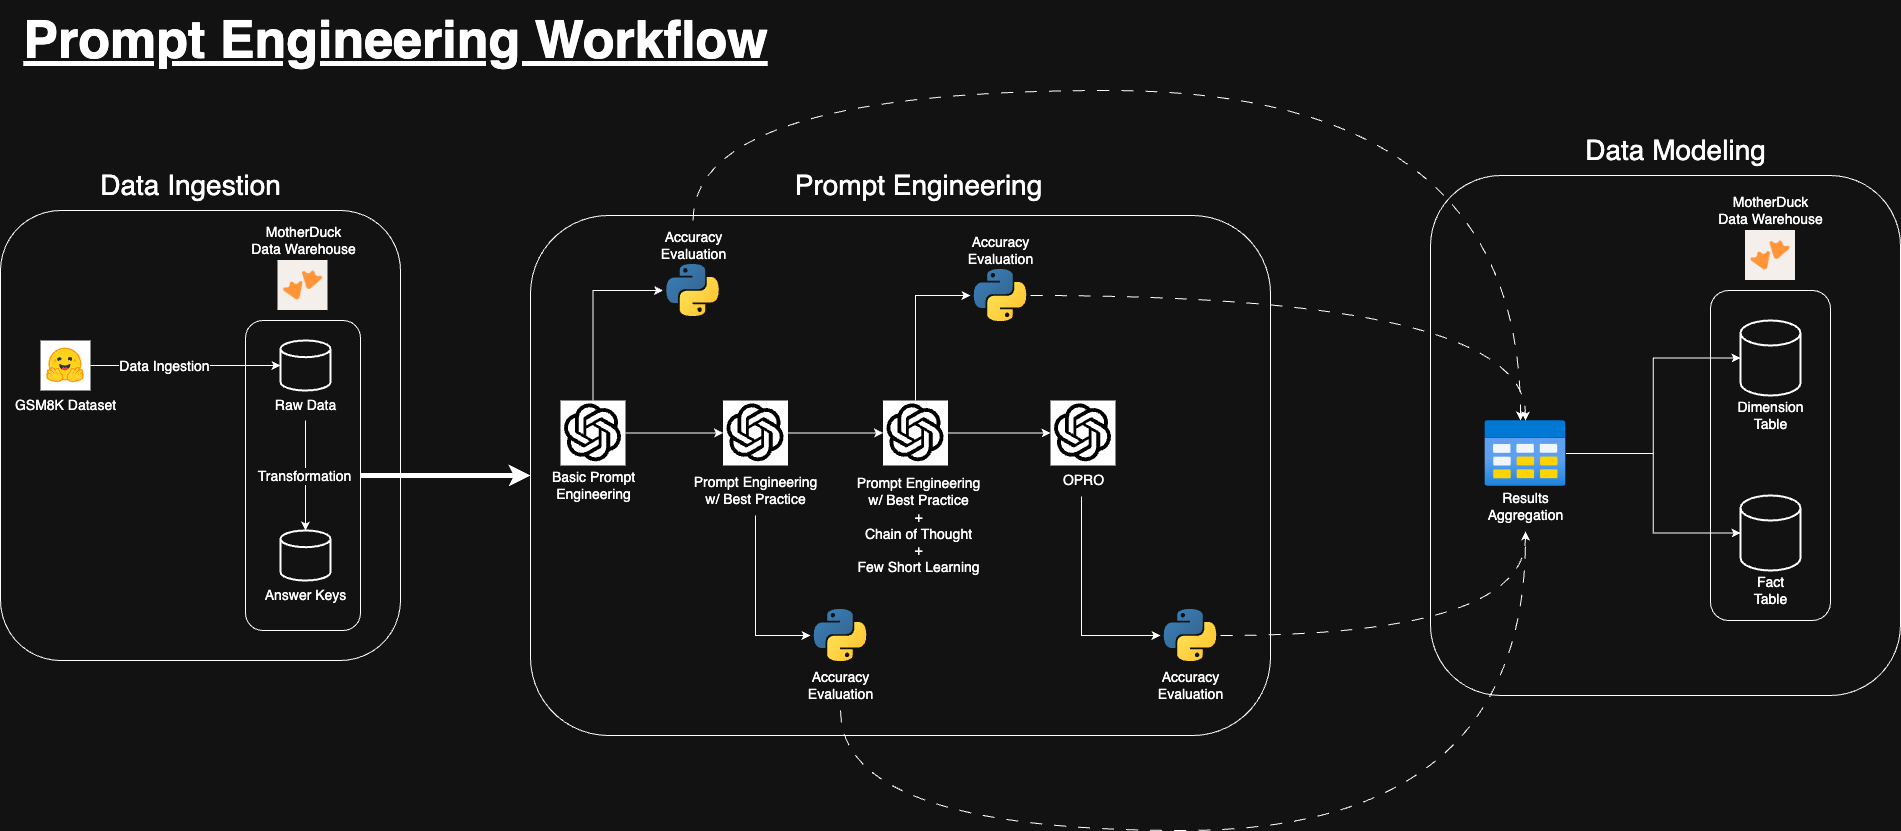 Prompt Engineering Workflow
Data Ingestion
MotherDuck
Data Warehouse
GSM8K Dataset
Data Ingestion
Raw Data
Transformation
Answer Keys
Prompt Engineering
Accuracy
Evaluation
Accuracy
Evaluation
Basic Prompt
Engineering
Prompt Engineering
w/ Best Practice
Prompt Engineering
w/ Best Practice
+
Chain of Thought
+
Few Short Learning
OPRO
Accuracy
Evaluation
Accuracy
Evaluation
Data Modeling
MotherDuck
Data Warehouse
Results
Aggregation
Dimension
Table
Fact
Table